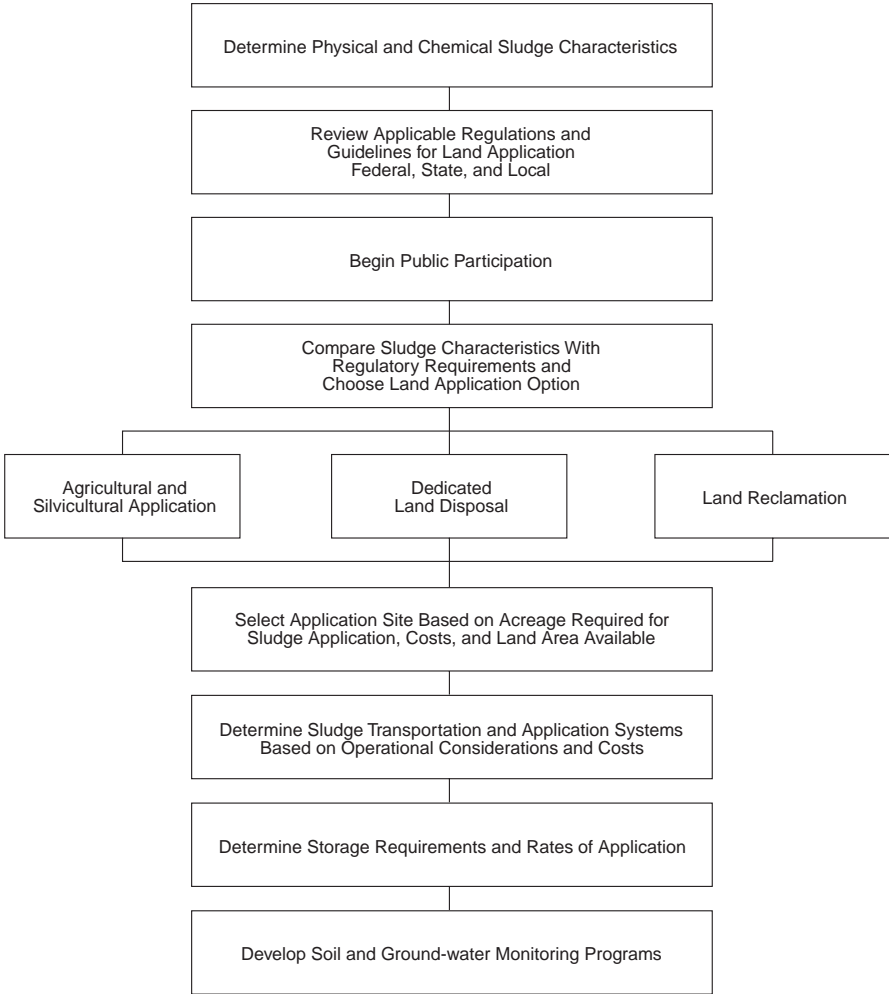 Determine Physical and Chemical Sludge Characteristics
Review Applicable Regulations and
Guidelines for Land Application
Federal, State, and Local
Begin Public Participation
Compare Sludge Characteristics With
Regulatory Requirements and
Choose Land Application Option
Agricultural and
Silvicultural Application
Dedicated
Land Disposal
Land Reclamation
Select Application Site Based on Acreage Required for
Sludge Application, Costs, and Land Area Available
Determine Sludge Transportation and Application Systems
Based on Operational Considerations and Costs
Determine Storage Requirements and Rates of Application
Develop Soil and Ground-water Monitoring Programs